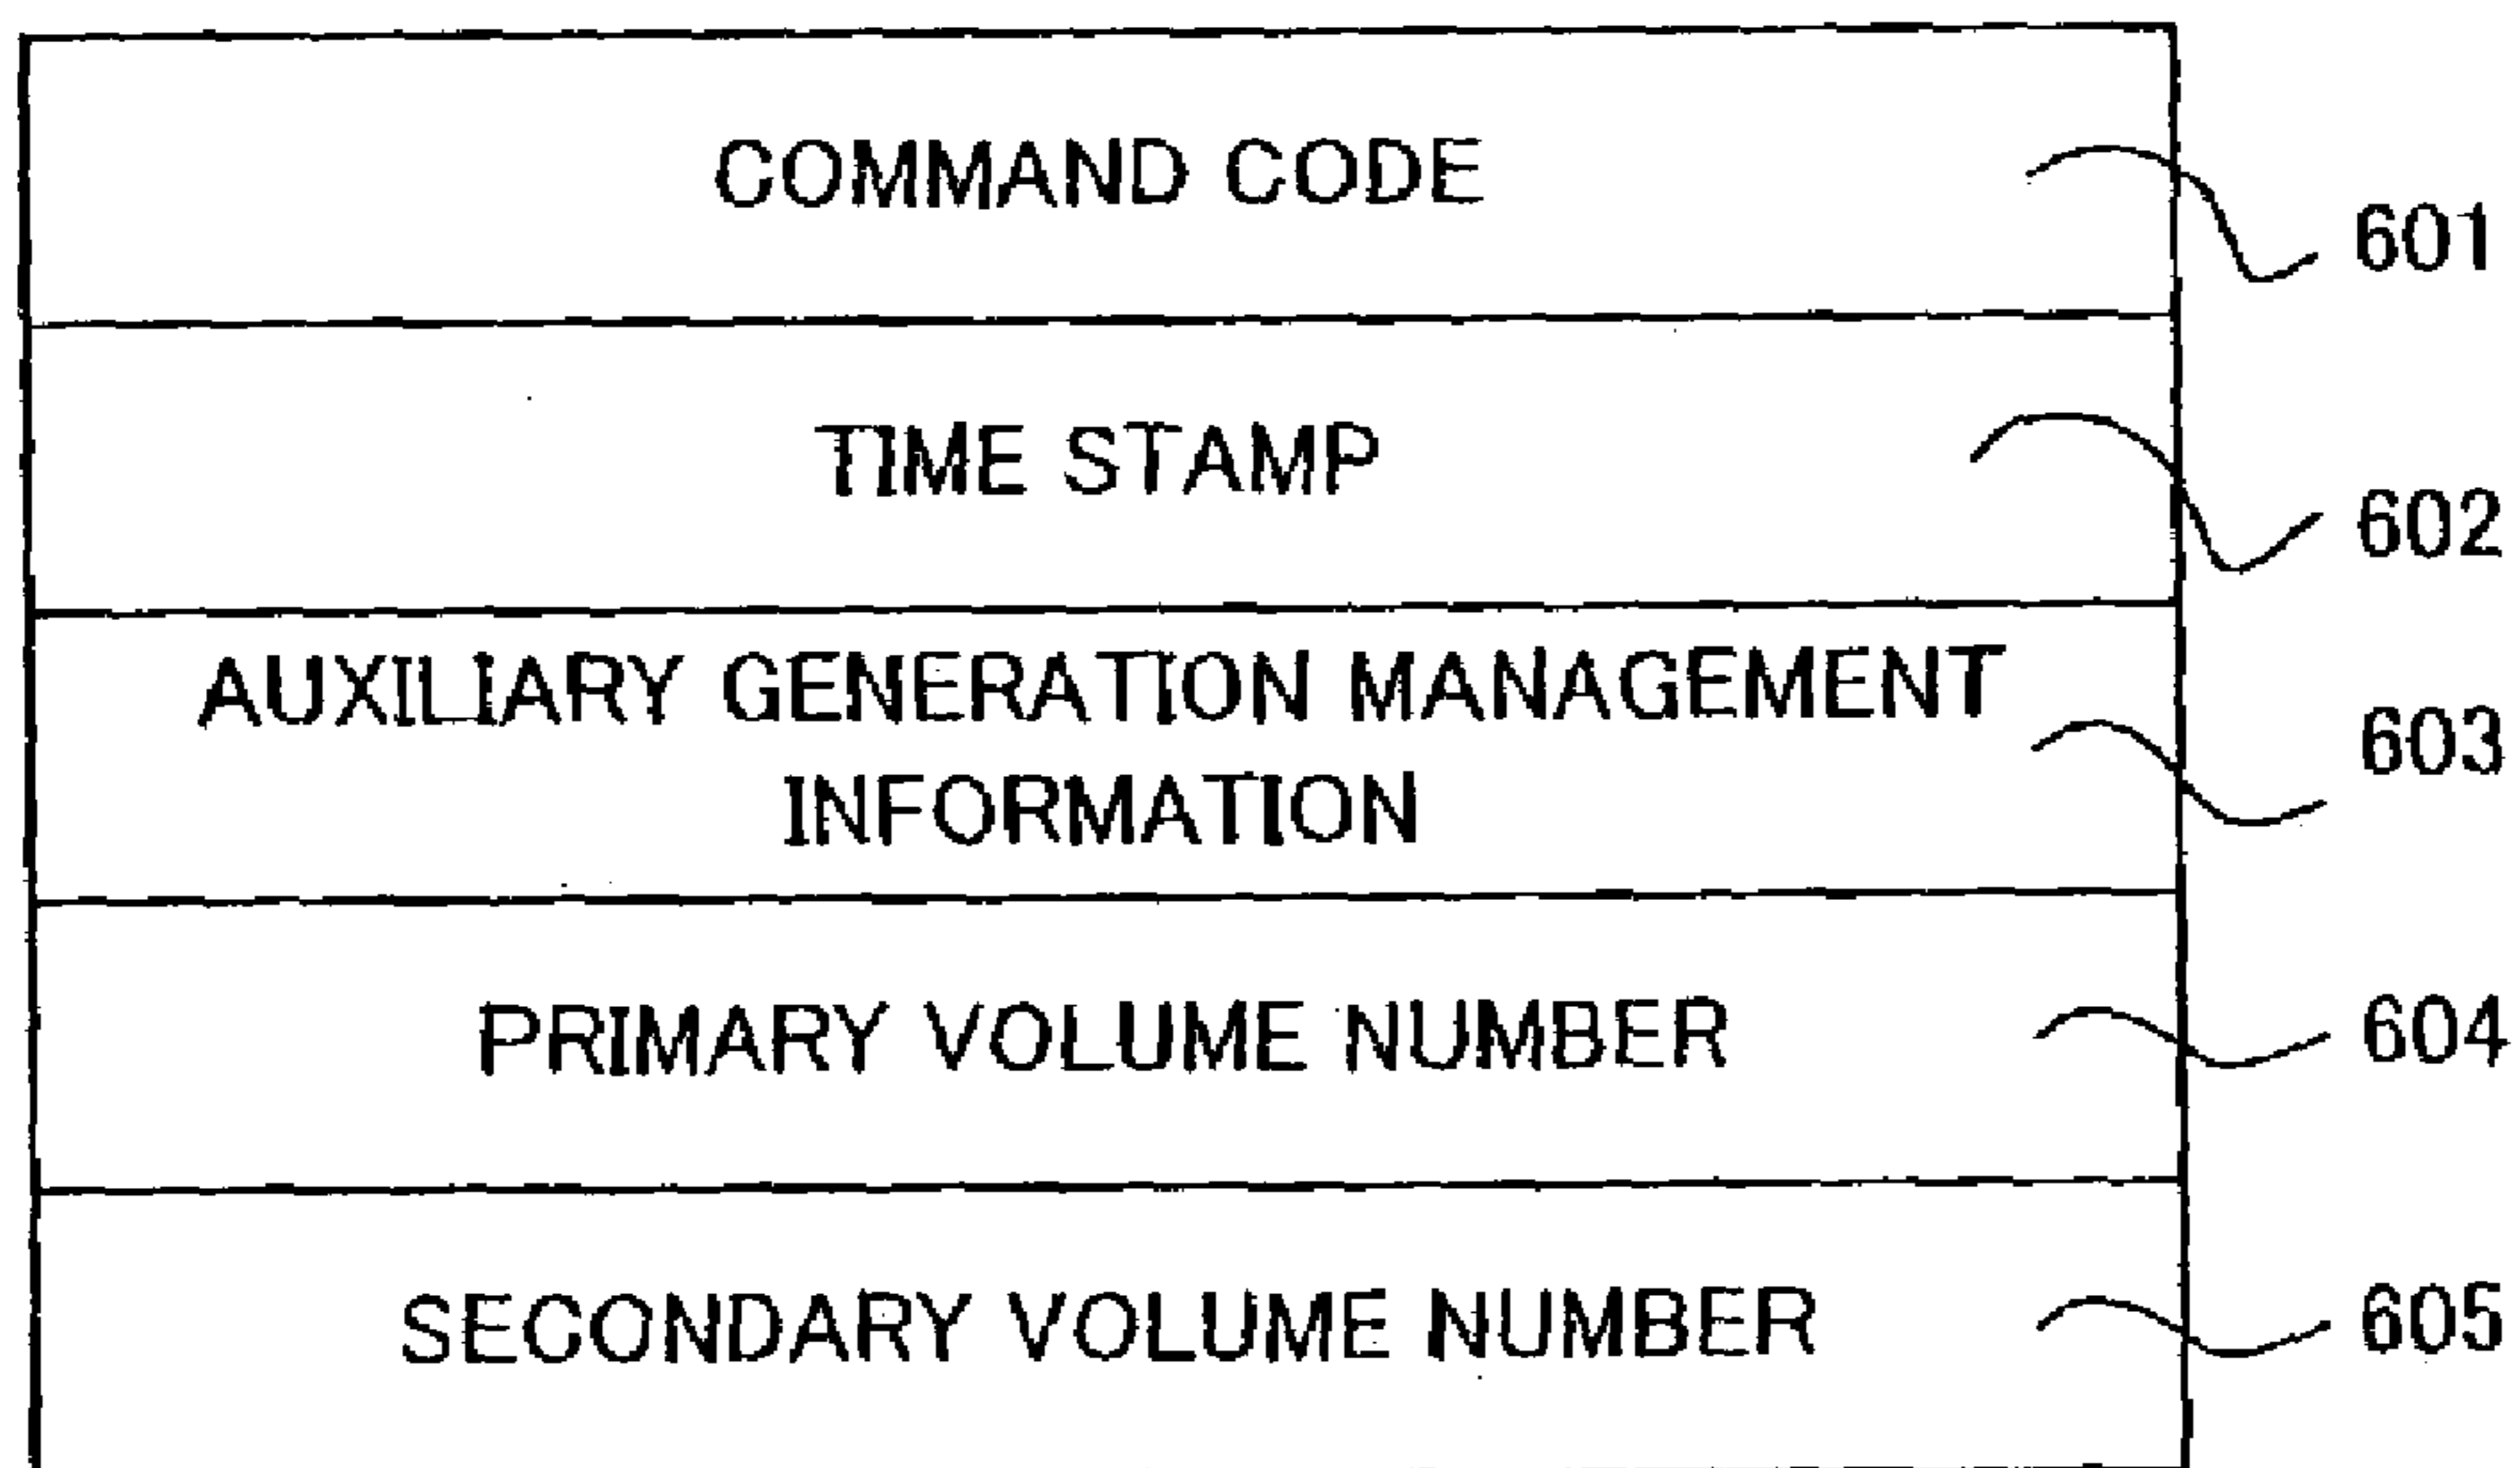 COMMAND CODE
601
TIME STAMP
602
AUXILIARY GENERATION MANAGEMENT
INFORMATION
603
PRIMARY VOLUME NUMBER
604
SECONDARY VOLUME NUMBER
605